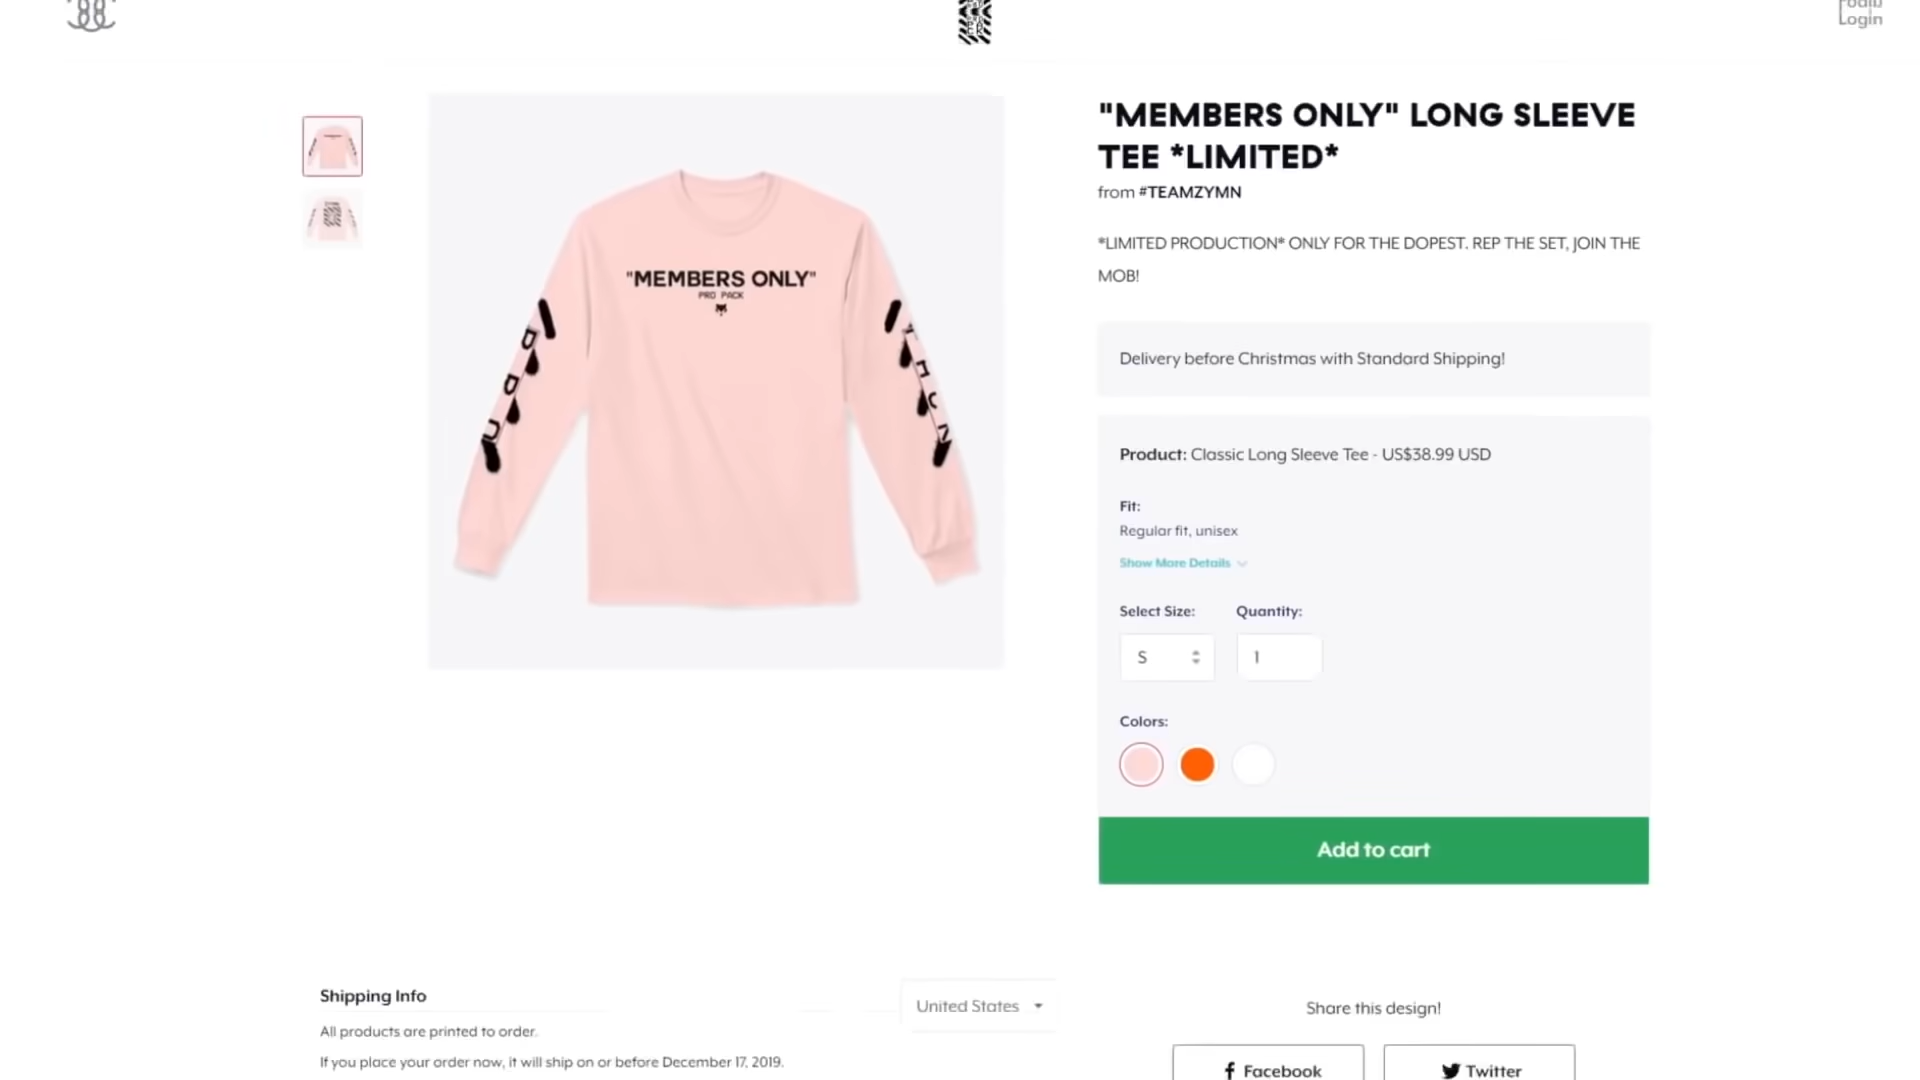 Login
"MEMBERS ONLY" LONG SLEEVE
TEE *LIMITED*
from #TEAMZYMN
*LIMITED PRODUCTION* ONLY FOR THE DOPEST. REP THE SET, JOIN THE
MOB!
"MEMBERS ONLY"
PRO PACK
Delivery before Christmas with Standard Shipping!
Product: Classic Long Sleeve Tee - US$38.99 USD
Fit:
Regular fit, unisex
Show More Details
Select Size: Quantity:
S 1
Colors:
Add to cart
Shipping Info
United States
Share this design!
All products are printed to order.
If you place your order now, it will ship on or before December 17, 2019.
Facebook Twitter